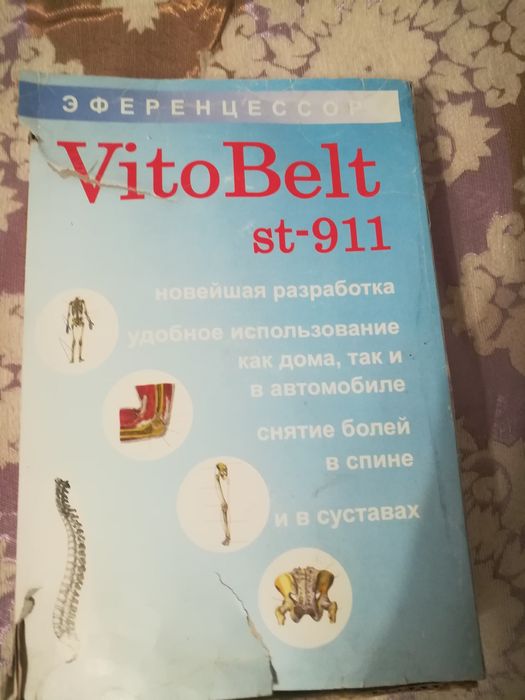 ЭФЕРЕНЦЕССОР
VitoBelt
st-911
новейшая разработка
удобное использование
как дома, так и
в автомобиле
снятие болей
в спине
и в суставах